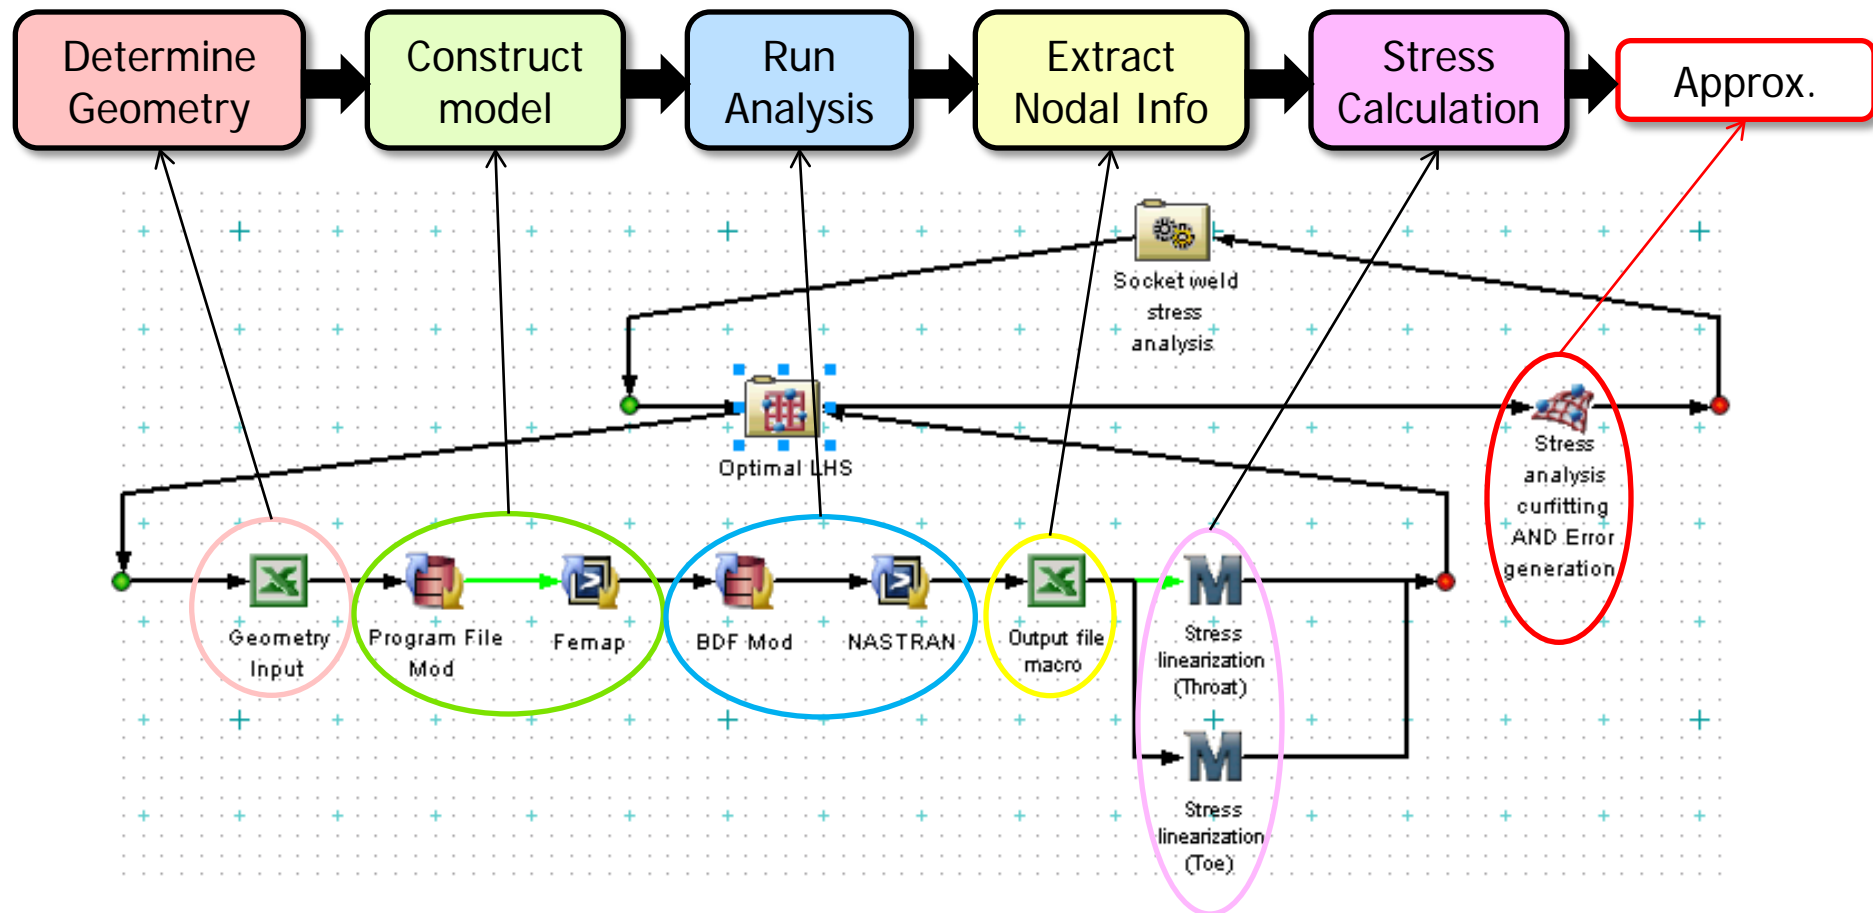 Determine
Geometry
Construct
model
Run
Analysis
Extract
Nodal Info
Stress
Calculation
Approx.
Socket weld
stress
analysis
Optimal LHS
Stress
analysis
curfitting
AND Error
generation
Geometry
Input
Program File
Mod
Femap
BDF Mod
NASTRAN
Output file
macro
Stress
linearization
(Throat)
Stress
linearization
(Toe)